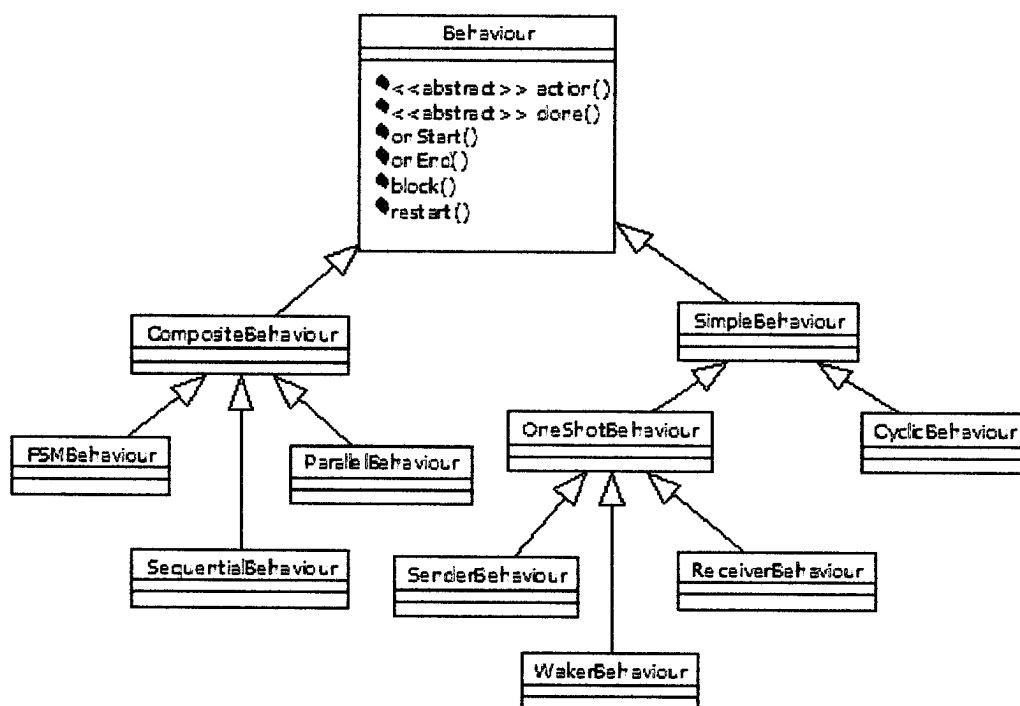 Behaviour
<<abstract>> action()
<<abstract>> done()
onStart()
onEnd()
block()
restart()
CompositeBehaviour
SimpleBehaviour
FSMBehaviour
ParallelBehaviour
OneShotBehaviour
CyclicBehaviour
SequentialBehaviour
SenderBehaviour
ReceiverBehaviour
WakerBehaviour